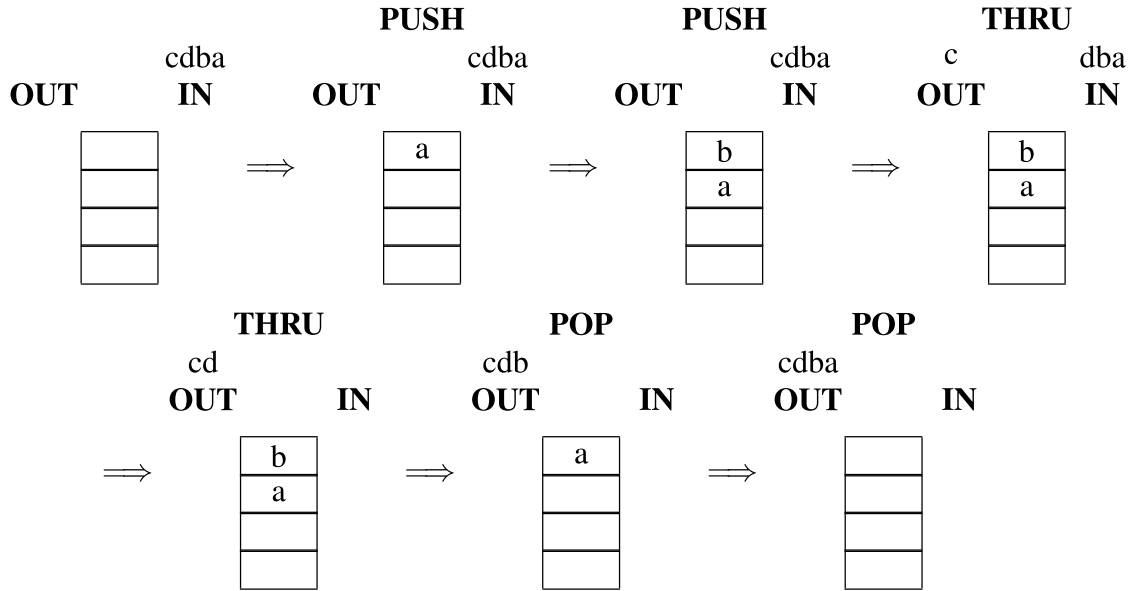 PUSH PUSH THRU
cdba cdba cdba c dba
OUT IN OUT IN OUT IN OUT IN
a b b
⟹ ⟹ ⟹
a a
THRU POP POP
cd cdb cdba
OUT IN OUT IN OUT IN
b a
⟹ ⟹ ⟹
a